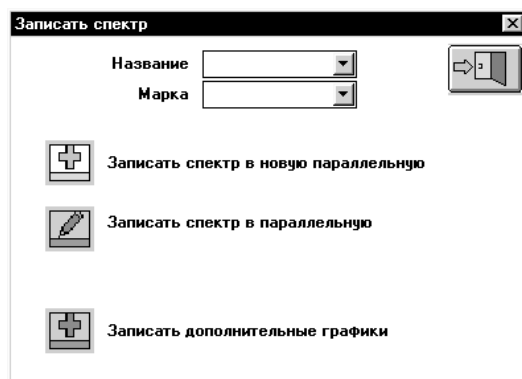 Записать спектр
Название
Марка
Записать спектр в новую параллельную
Записать спектр в параллельную
Записать дополнительные графики